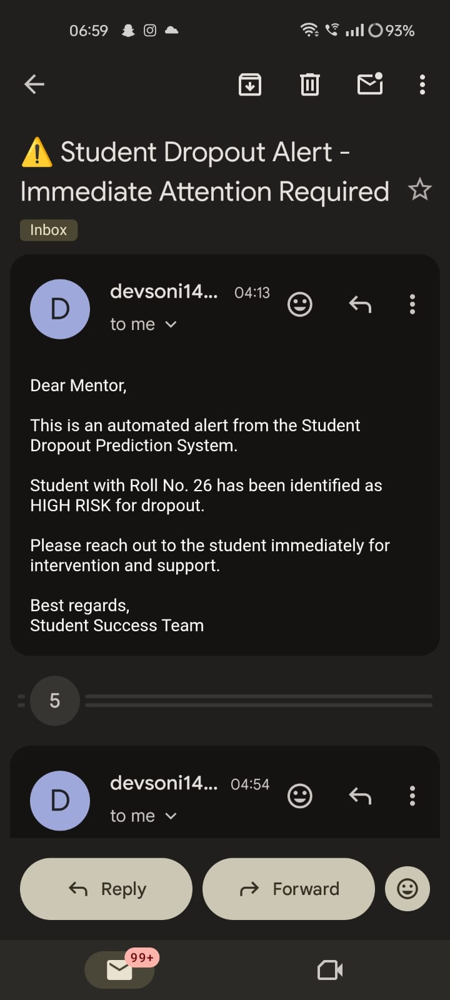 06:59
93%
⚠️ Student Dropout Alert -
Immediate Attention Required
Inbox
D
devsoni14... 04:13
to me
Dear Mentor,
This is an automated alert from the Student
Dropout Prediction System.
Student with Roll No. 26 has been identified as
HIGH RISK for dropout.
Please reach out to the student immediately for
intervention and support.
Best regards,
Student Success Team
5
D
devsoni14... 04:54
to me
Reply
Forward
99+